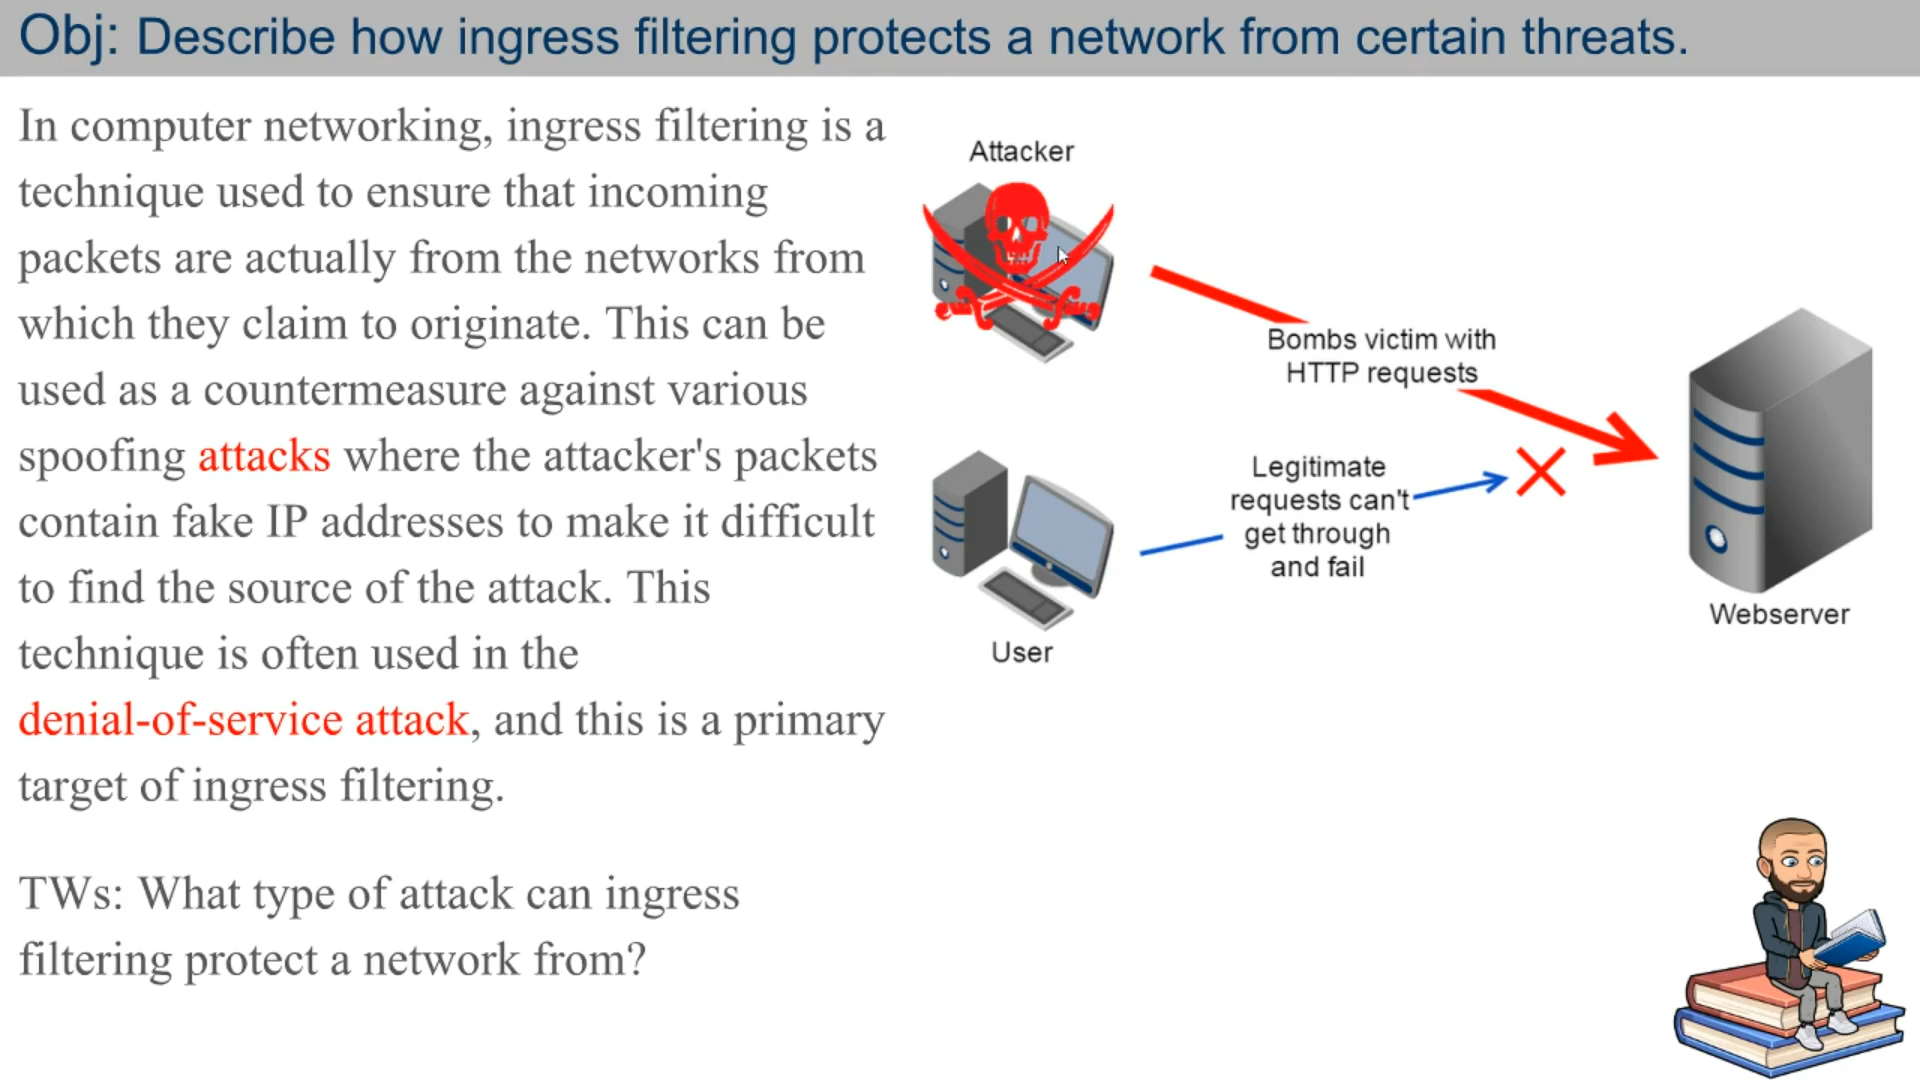 Obj: Describe how ingress filtering protects a network from certain threats.
In computer networking, ingress filtering is a
technique used to ensure that incoming
packets are actually from the networks from
which they claim to originate. This can be
used as a countermeasure against various
spoofing attacks where the attacker's packets
contain fake IP addresses to make it difficult
to find the source of the attack. This
technique is often used in the
denial-of-service attack, and this is a primary
target of ingress filtering.
TWs: What type of attack can ingress
filtering protect a network from?
Attacker
Bombs victim with
HTTP requests
Legitimate
requests can't
get through
and fail
User
Webserver